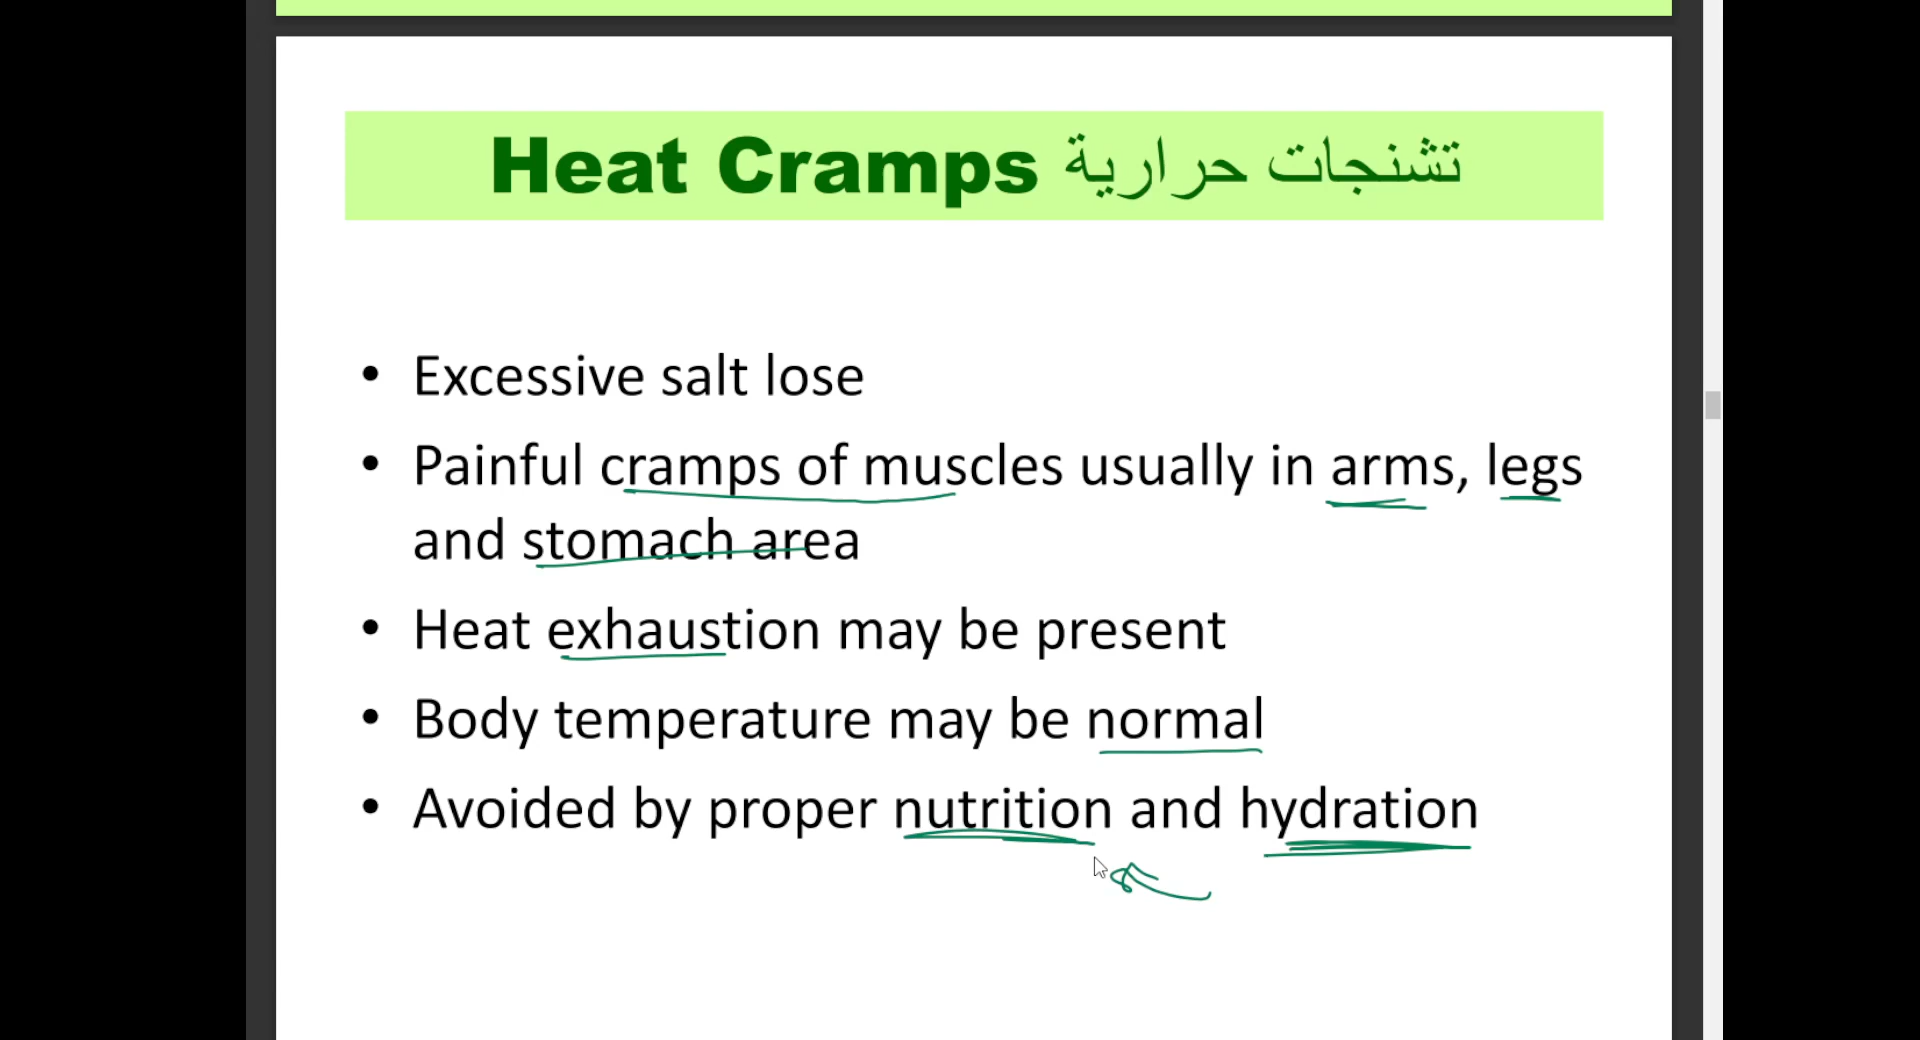 Heat Cramps تشنجات حرارية
• Excessive salt lose
• Painful cramps of muscles usually in arms, legs
and stomach area
• Heat exhaustion may be present
• Body temperature may be normal
• Avoided by proper nutrition and hydration